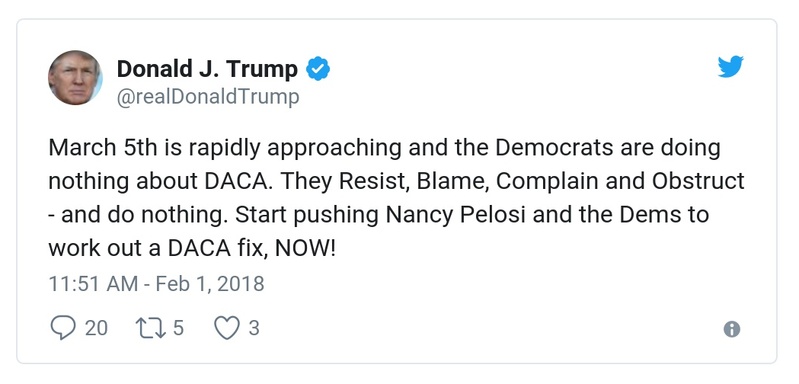 Donald J. Trump
@realDonaldTrump
March 5th is rapidly approaching and the Democrats are doing
nothing about DACA. They Resist, Blame, Complain and Obstruct
- and do nothing. Start pushing Nancy Pelosi and the Dems to
work out a DACA fix, NOW!
11:51 AM - Feb 1, 2018
20 5 3